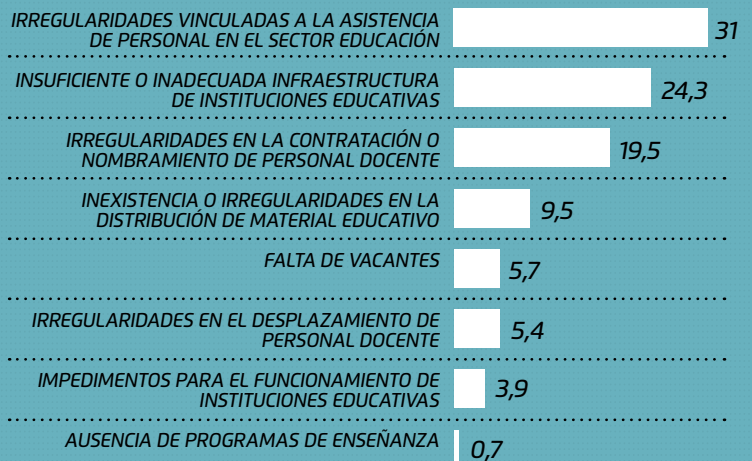 IRREGULARIDADES VINCULADAS A LA ASISTENCIA
DE PERSONAL EN EL SECTOR EDUCACIÓN
31
INSUFICIENTE O INADECUADA INFRAESTRUCTURA
DE INSTITUCIONES EDUCATIVAS
24,3
IRREGULARIDADES EN LA CONTRATACIÓN O
NOMBRAMIENTO DE PERSONAL DOCENTE
19,5
INEXISTENCIA O IRREGULARIDADES EN LA
DISTRIBUCIÓN DE MATERIAL EDUCATIVO
9,5
FALTA DE VACANTES
5,7
IRREGULARIDADES EN EL DESPLAZAMIENTO DE
PERSONAL DOCENTE
5,4
IMPEDIMENTOS PARA EL FUNCIONAMIENTO DE
INSTITUCIONES EDUCATIVAS
3,9
AUSENCIA DE PROGRAMAS DE ENSEÑANZA
0,7